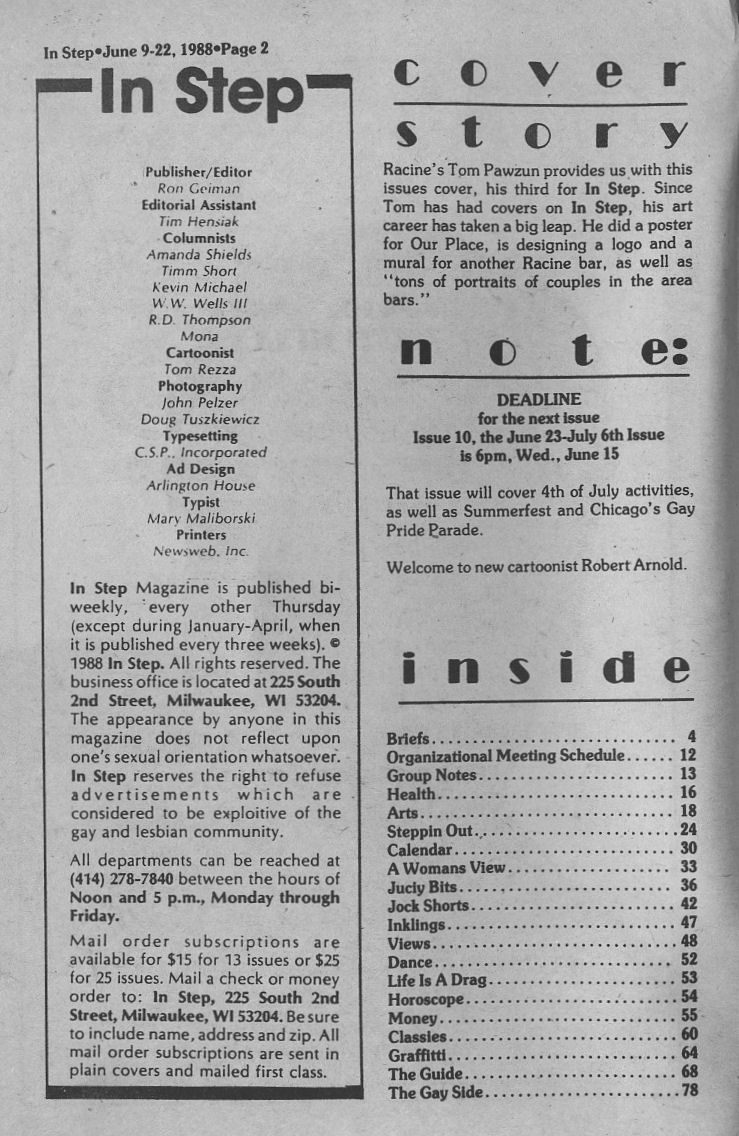 In Step•June 9-22, 1988•Page 2
In Step
Publisher/Editor
Ron Geiman
Editorial Assistant
Tim Hensiak
Columnists
Amanda Shields
Timm Short
Kevin Michael
W.W. Wells III
R.D. Thompson
Mona
Cartoonist
Tom Rezza
Photography
John Pelzer
Doug Tuszkiewicz
Typesetting
C.S.P., Incorporated
Ad Design
Arlington House
Typist
Mary Maliborski
Printers
Newsweb, Inc.
In Step Magazine is published bi-
weekly, every other Thursday
(except during January-April, when
it is published every three weeks). ©
1988 In Step. All rights reserved. The
business office is located at 225 South
2nd Street, Milwaukee, WI 53204.
The appearance by anyone in this
magazine does not reflect upon
one's sexual orientation whatsoever.
In Step reserves the right to refuse
advertisements which are
considered to be exploitive of the
gay and lesbian community.
All departments can be reached at
(414) 278-7840 between the hours of
Noon and 5 p.m., Monday through
Friday.
Mail order subscriptions are
available for $15 for 13 issues or $25
for 25 issues. Mail a check or money
order to: In Step, 225 South 2nd
Street, Milwaukee, WI 53204. Be sure
to include name, address and zip. All
mail order subscriptions are sent in
plain covers and mailed first class.
cover
story
Racine's Tom Pawzun provides us with this
issues cover, his third for In Step. Since
Tom has had covers on In Step, his art
career has taken a big leap. He did a poster
for Our Place, is designing a logo and a
mural for another Racine bar, as well as
"tons of portraits of couples in the area
bars."
note:
DEADLINE
for the next issue
Issue 10, the June 23-July 6th Issue
is 6pm, Wed., June 15
That issue will cover 4th of July activities,
as well as Summerfest and Chicago's Gay
Pride Parade.
Welcome to new cartoonist Robert Arnold.
inside
Briefs.............................. 4
Organizational Meeting Schedule...... 12
Group Notes........................ 13
Health............................. 16
Arts............................... 18
Steppin Out.........................24
Calendar........................... 30
A Womans View.................... 33
Juciy Bits........................... 36
Jock Shorts......................... 42
Inklings............................ 47
Views.............................. 48
Dance.............................. 52
Life Is A Drag....................... 53
Horoscope.......................... 54
Money............................. 55
Classies............................ 60
Graffitti............................ 64
The Guide.......................... 68
The Gay Side........................78